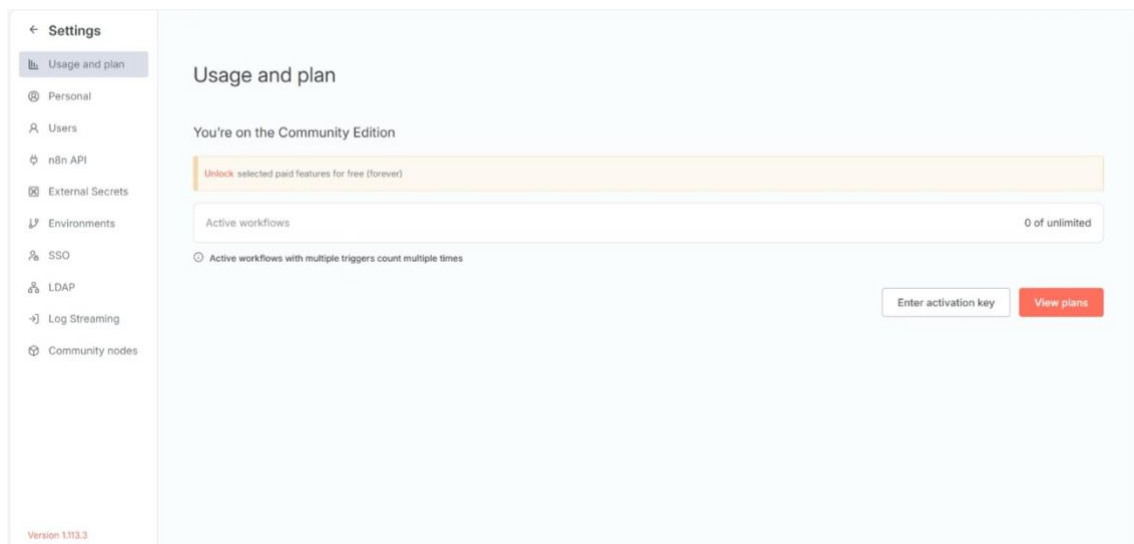 Settings
Usage and plan
Personal
Users
n8n API
External Secrets
Environments
SSO
LDAP
Log Streaming
Community nodes
Version 1.113.3
Usage and plan
You're on the Community Edition
Unlock selected paid features for free (forever)
Active workflows 0 of unlimited
Active workflows with multiple triggers count multiple times
Enter activation key View plans